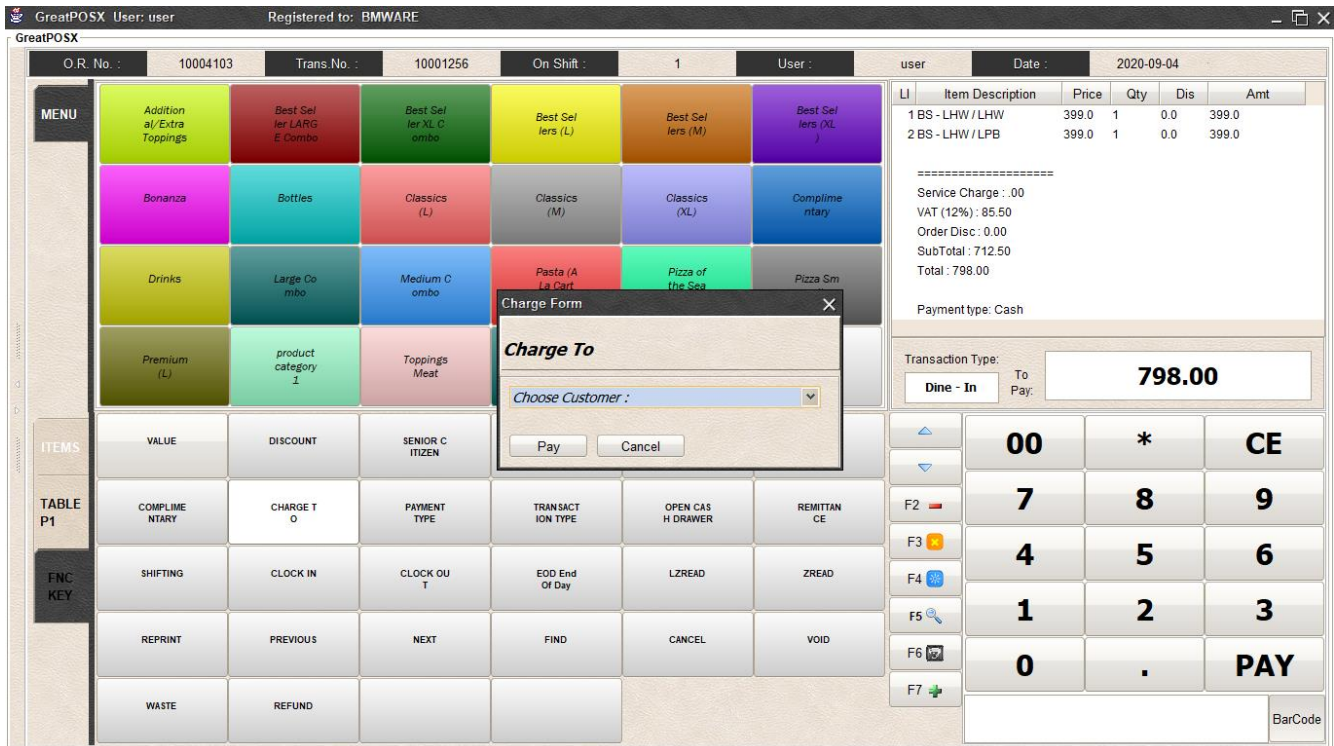 GreatPOSX User: user Registered to: BMWARE
GreatPOSX
O.R. No. : 10004103 Trans.No. : 10001256 On Shift : 1 User : user Date : 2020-09-04
MENU
Addition
al/Extra
Toppings
Best Sel
ler LARG
E Combo
Best Sel
ler XL C
ombo
Best Sel
lers (L)
Best Sel
lers (M)
Best Sel
lers (XL
)
Bonanza
Bottles
Classics
(L)
Classics
(M)
Classics
(XL)
Complime
ntary
Drinks
Large Co
mbo
Medium C
ombo
Pasta (A
La Cart
Pizza of
the Sea
Pizza Sm
Premium
(L)
product
category
1
Toppings
Meat
LI Item Description Price Qty Dis Amt
1 BS - LHW / LHW 399.0 1 0.0 399.0
2 BS - LHW / LPB 399.0 1 0.0 399.0
====================
Service Charge : .00
VAT (12%) : 85.50
Order Disc : 0.00
SubTotal : 712.50
Total : 798.00
Payment type: Cash
Transaction Type:
Dine - In
To
Pay:
798.00
Charge Form
Charge To
Choose Customer :
Pay Cancel
ITEMS
TABLE
P1
FNC
KEY
VALUE
DISCOUNT
SENIOR C
ITIZEN
COMPLIME
NTARY
CHARGE T
O
PAYMENT
TYPE
TRANSACT
ION TYPE
OPEN CAS
H DRAWER
REMITTAN
CE
SHIFTING
CLOCK IN
CLOCK OU
T
EOD End
Of Day
LZREAD
ZREAD
REPRINT
PREVIOUS
NEXT
FIND
CANCEL
VOID
WASTE
REFUND
F2
F3
F4
F5
F6
F7
00 * CE
7 8 9
4 5 6
1 2 3
0 . PAY
BarCode